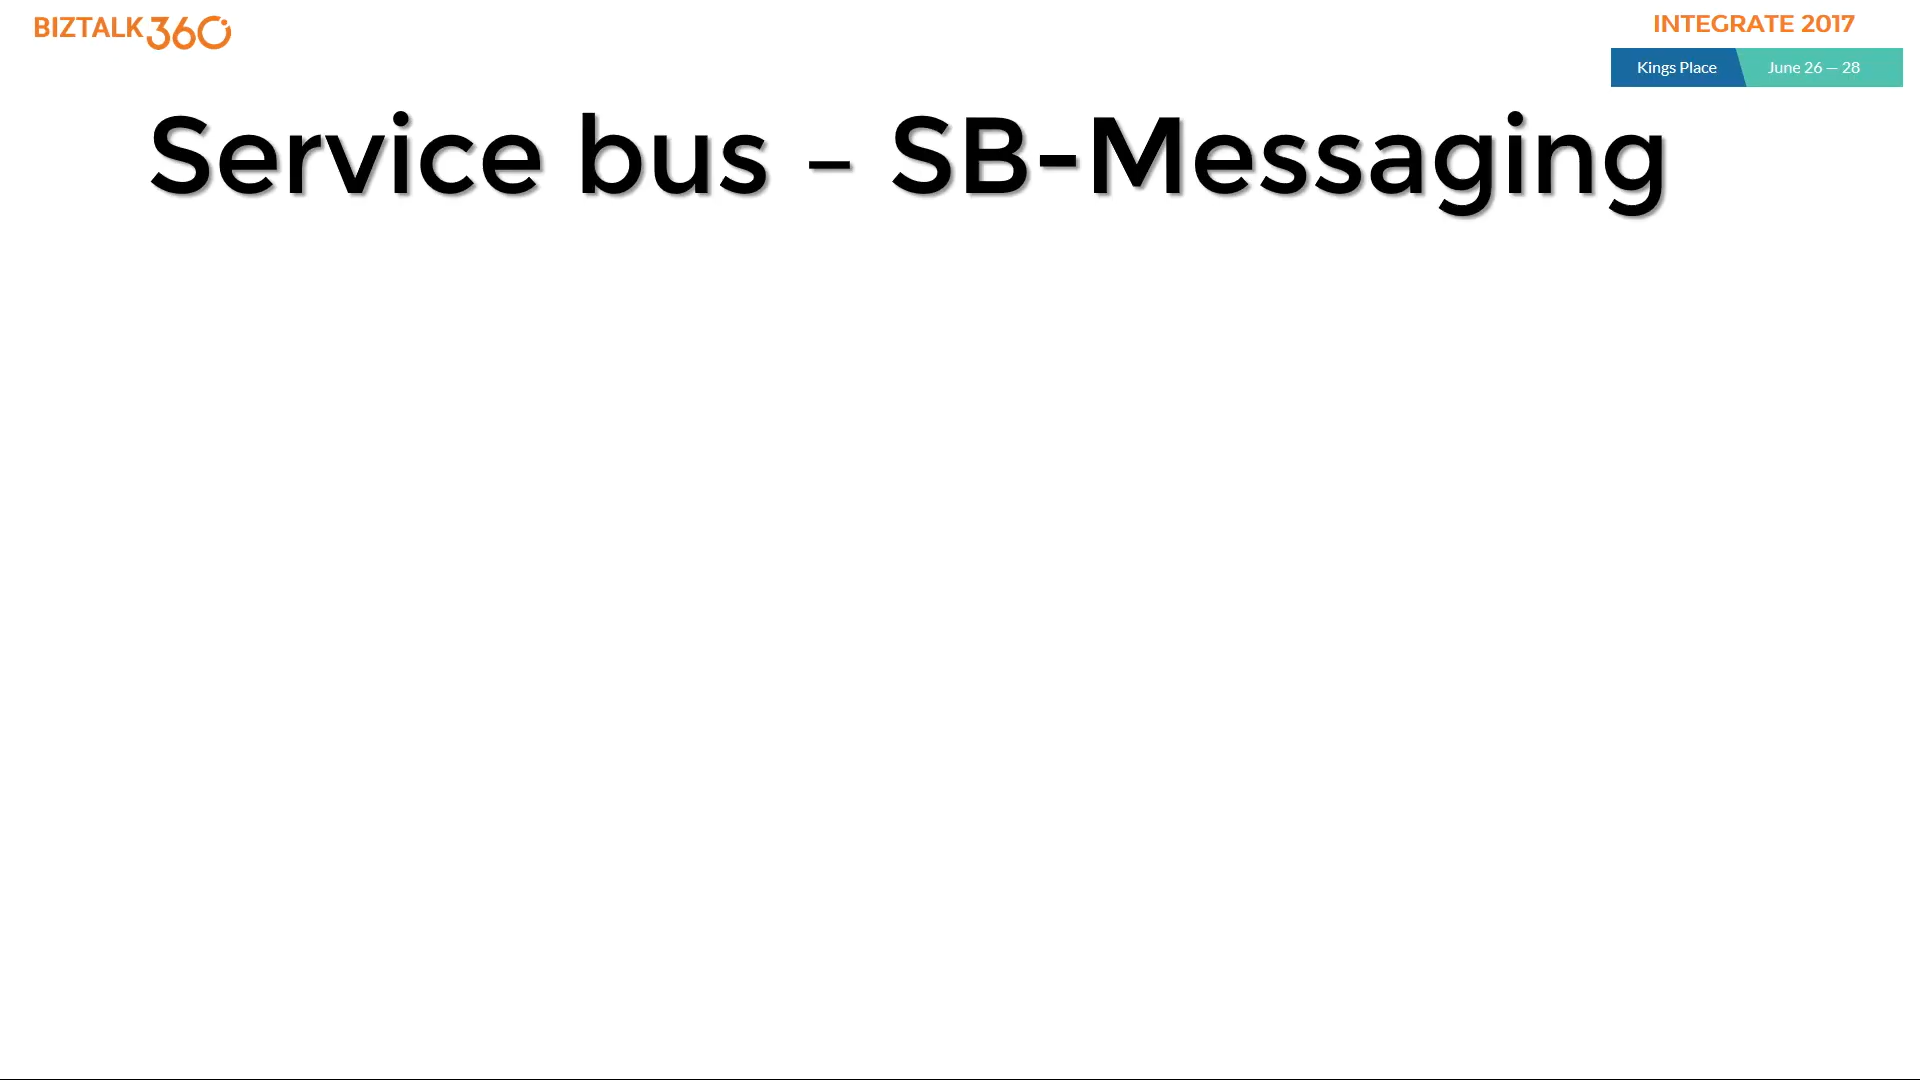 BIZTALK360
INTEGRATE 2017
Kings Place
June 26 – 28
Service bus – SB-Messaging